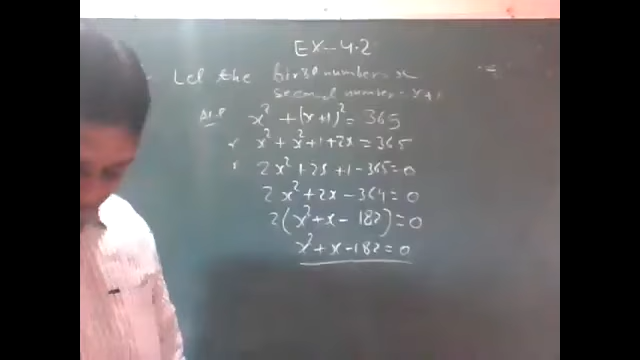 EX-4.2
Let the first number = x
second number = x+1
A.T.P x² + (x+1)² = 365
x² + x² + 1 + 2x = 365
2x² + 2x + 1 - 365 = 0
2x² + 2x - 364 = 0
2(x² + x - 182) = 0
x² + x - 182 = 0